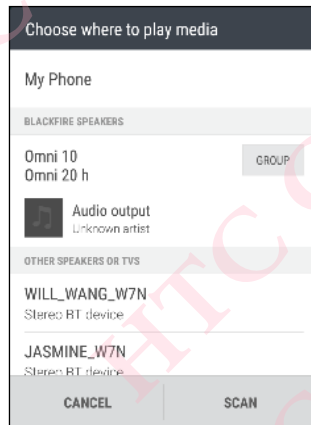 Choose where to play media
My Phone
BLACKFIRE SPEAKERS
Omni 10
Omni 20 h
GROUP
Audio output
Unknown artist
OTHER SPEAKERS OR TVS
WILL_WANG_W7N
Stereo BT device
JASMINE_W7N
Stereo BT device
CANCEL
SCAN
HTC